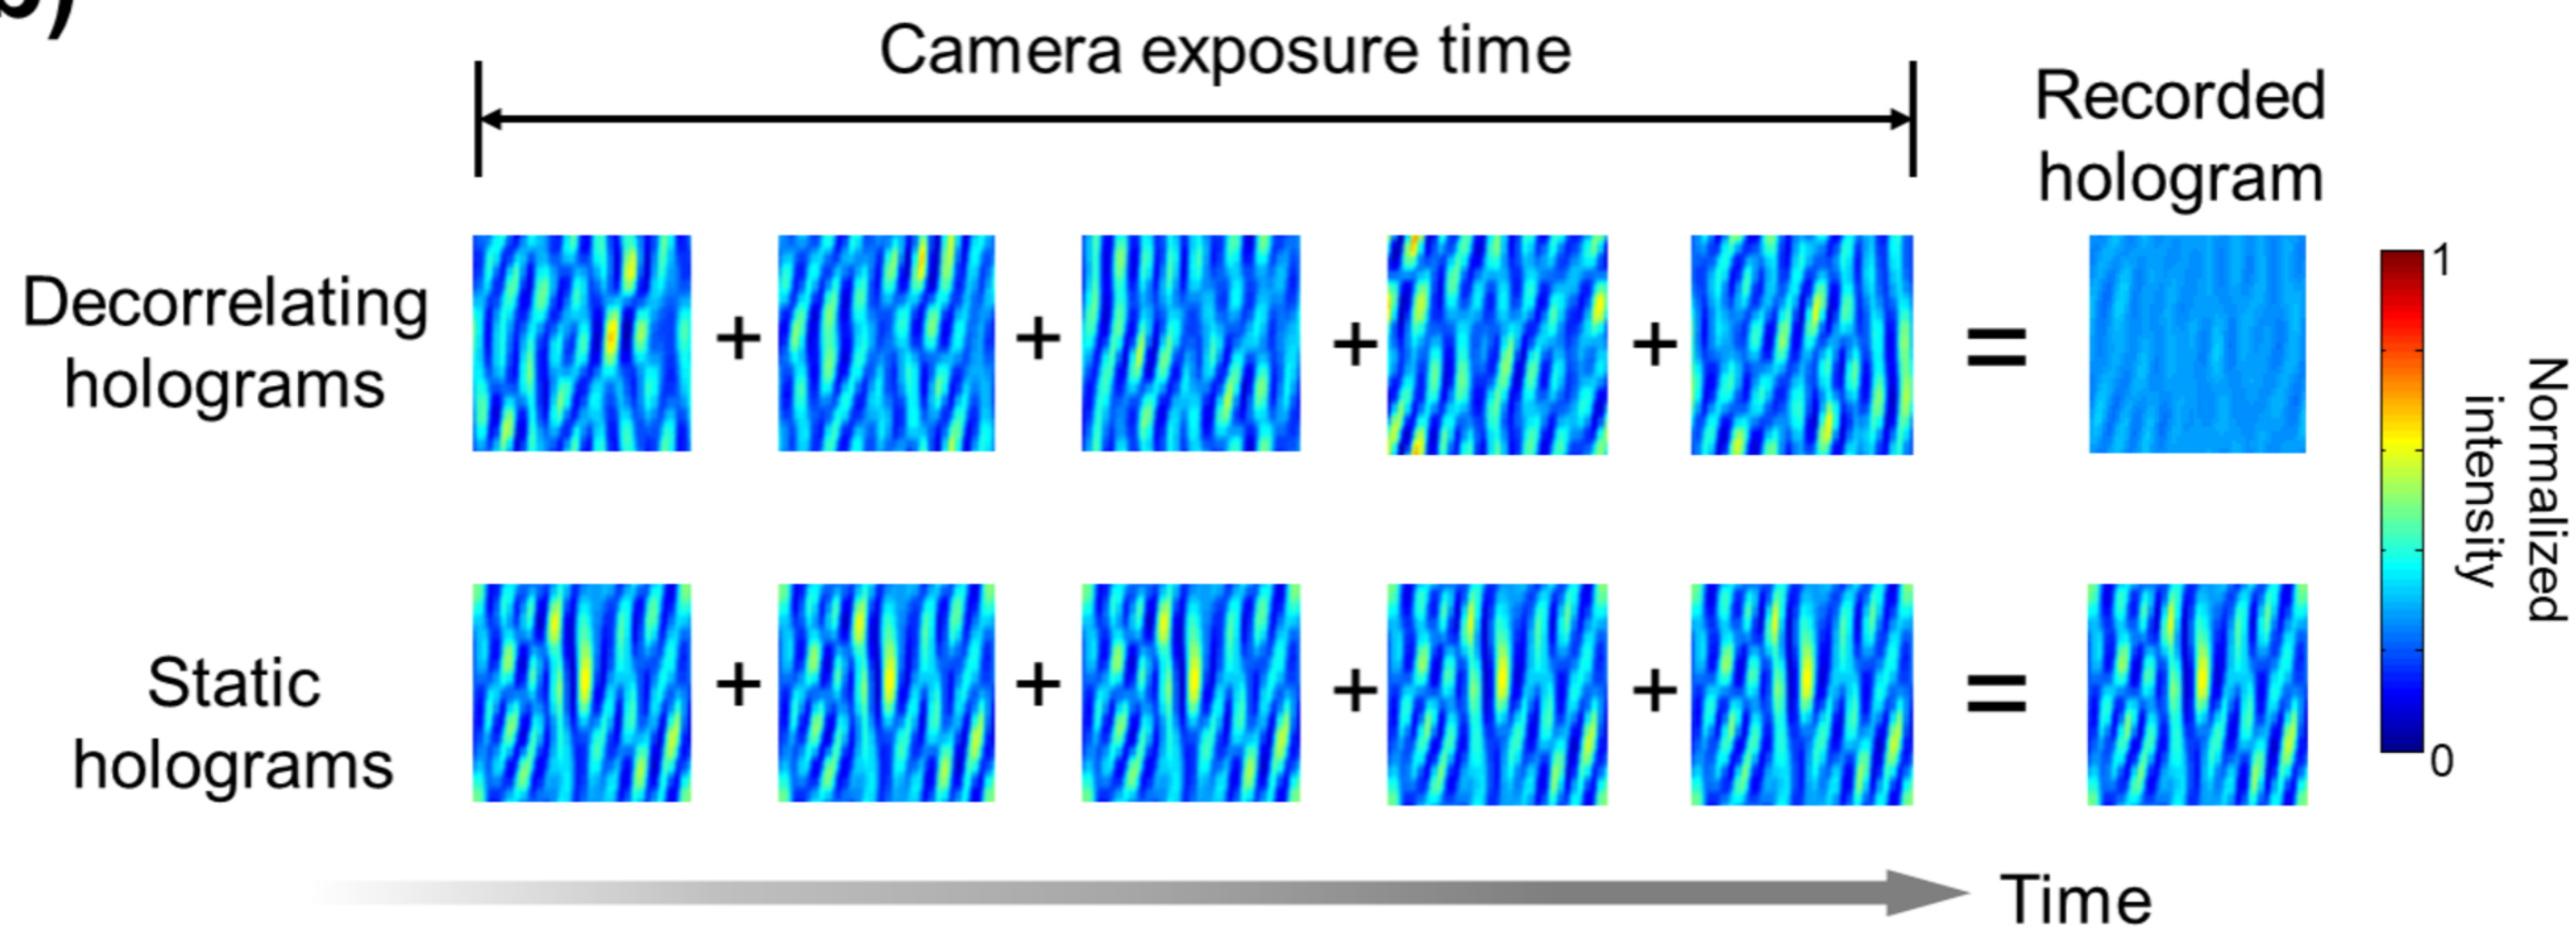 b)
Camera exposure time
Recorded
hologram
Decorrelating
holograms
+ + + + =
Static
holograms
+ + + + =
1
0
Normalized
intensity
Time